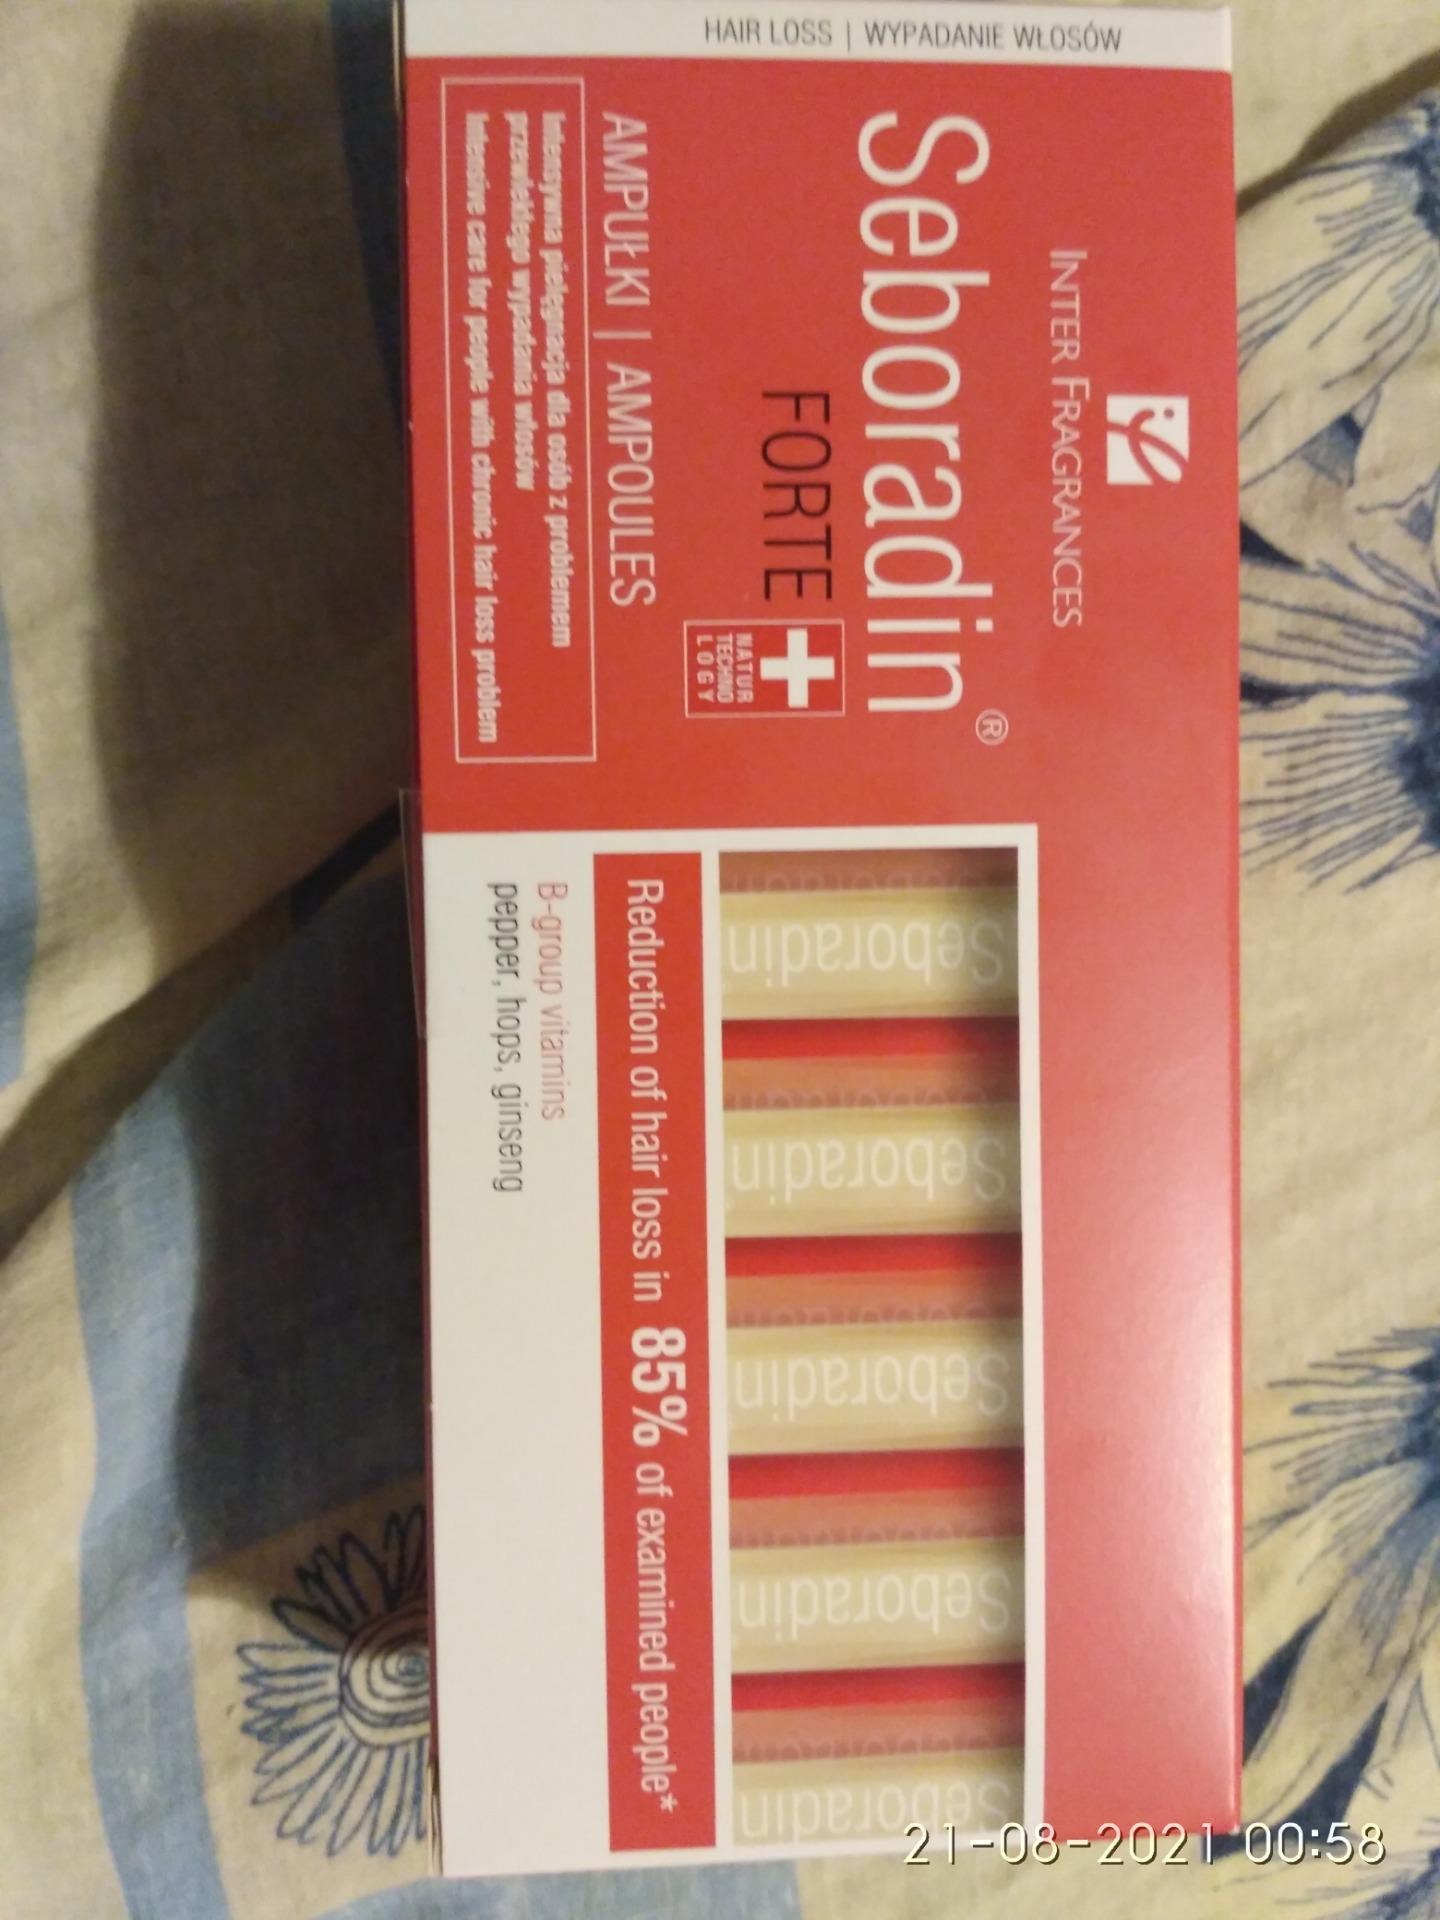 HAIR LOSS | WYPADANIE WŁOSÓW
INTER FRAGRANCES
Seboradin®
FORTE
NATUR
TECHNO
LOGY
AMPUŁKI | AMPOULES
Intensywna pielęgnacja dla osób z problemem
przewlekłego wypadania włosów
Intensive care for people with chronic hair loss problem
Seboradin
Seboradin
Seboradin
Seboradin
Seboradin
Reduction of hair loss in 85% of examined people*
B-group vitamins
pepper, hops, ginseng
21-08-2021 00:58